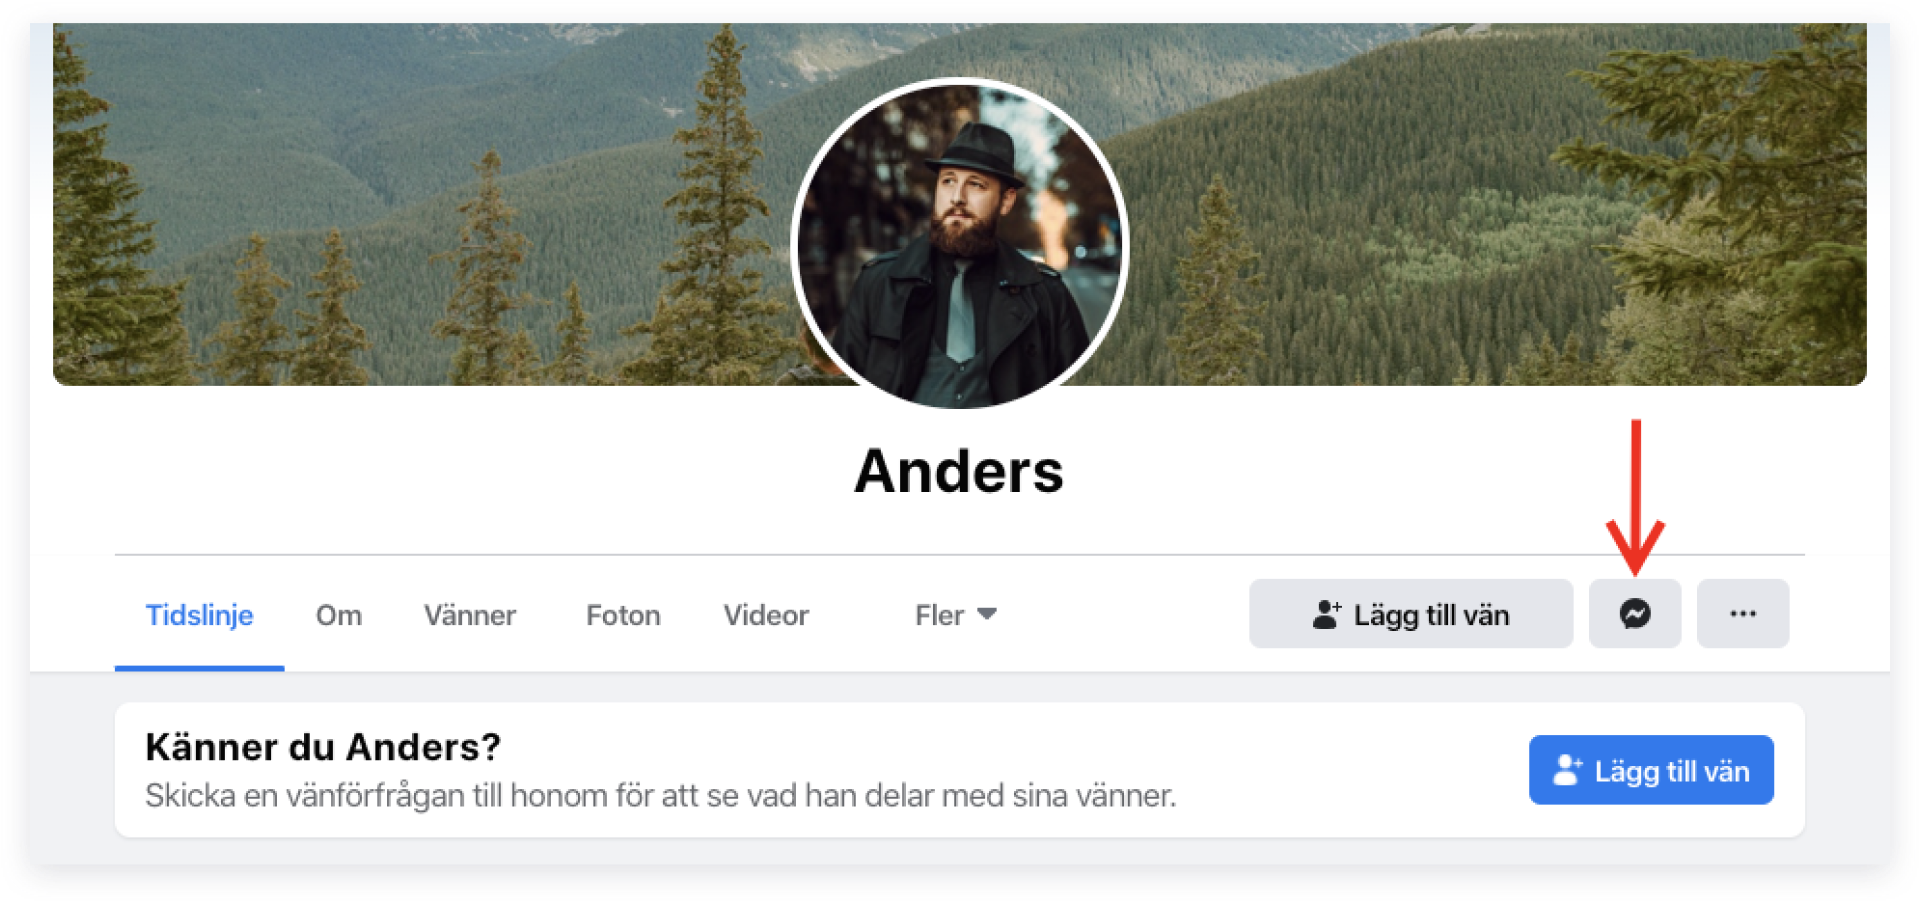 Anders
Tidslinje Om Vänner Foton Videor Fler Lägg till vän
Känner du Anders?
Skicka en vänförfrågan till honom för att se vad han delar med sina vänner.
Lägg till vän